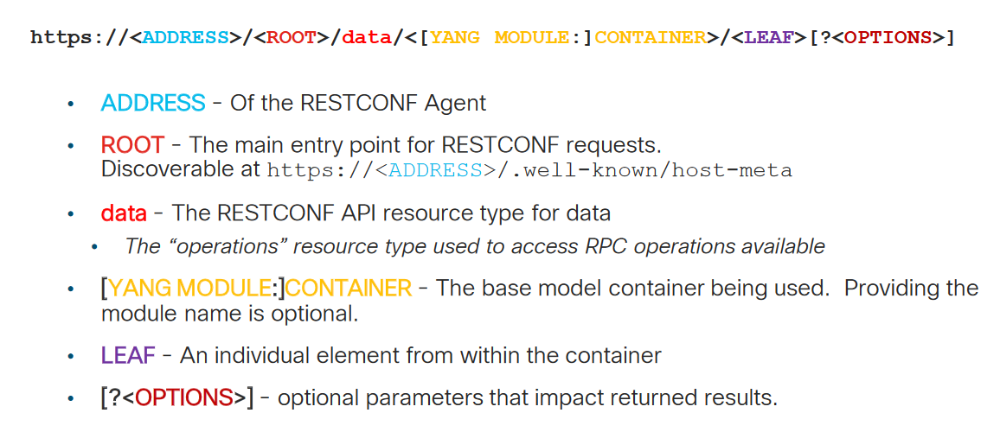 https://<ADDRESS>/<ROOT>/data/<[YANG MODULE:]CONTAINER>/<LEAF>[?<OPTIONS>]
• ADDRESS - Of the RESTCONF Agent
• ROOT - The main entry point for RESTCONF requests.
Discoverable at https://<ADDRESS>/.well-known/host-meta
• data - The RESTCONF API resource type for data
• The “operations” resource type used to access RPC operations available
• [YANG MODULE:]CONTAINER - The base model container being used.  Providing the
module name is optional.
• LEAF - An individual element from within the container
• [?<OPTIONS>] - optional parameters that impact returned results.